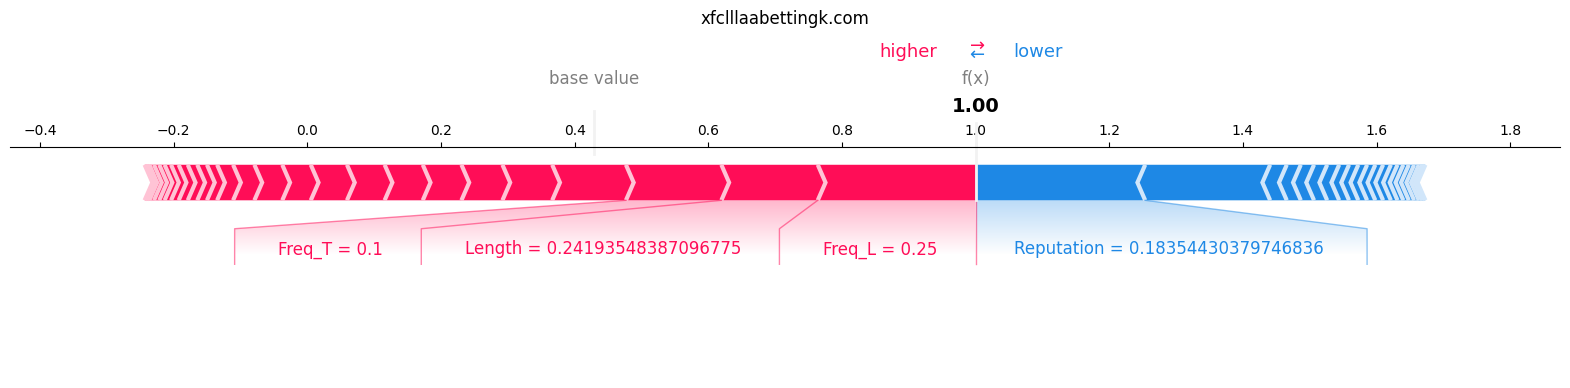 xfclllaabettingk.com
higher ⇄ lower
base value f(x)
1.00
−0.4 −0.2 0.0 0.2 0.4 0.6 0.8 1.0 1.2 1.4 1.6 1.8
Freq_T = 0.1 Length = 0.24193548387096775 Freq_L = 0.25 Reputation = 0.18354430379746836